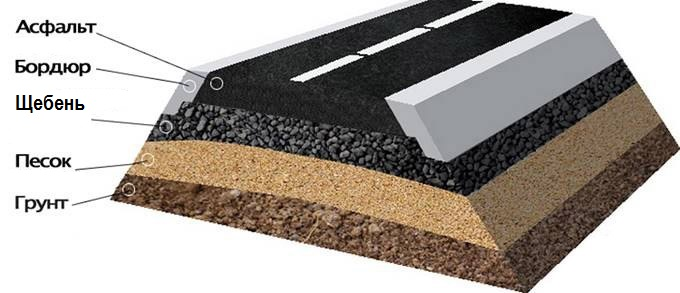 Асфальт
Бордюр
Щебень
Песок
Грунт